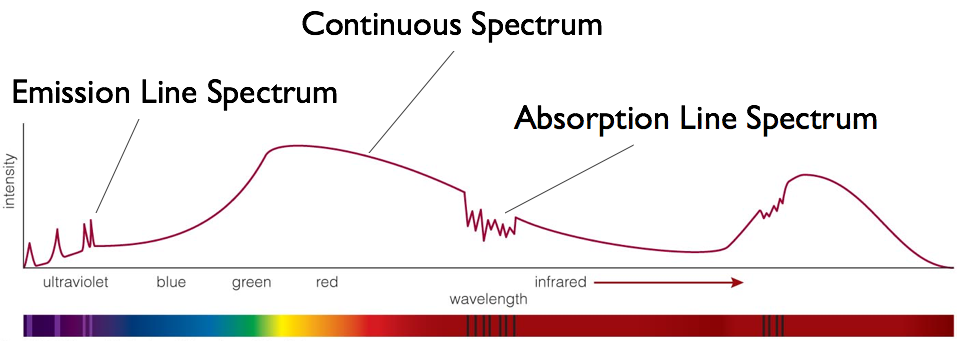 Continuous Spectrum
Emission Line Spectrum
Absorption Line Spectrum
intensity
ultraviolet blue green red infrared
wavelength